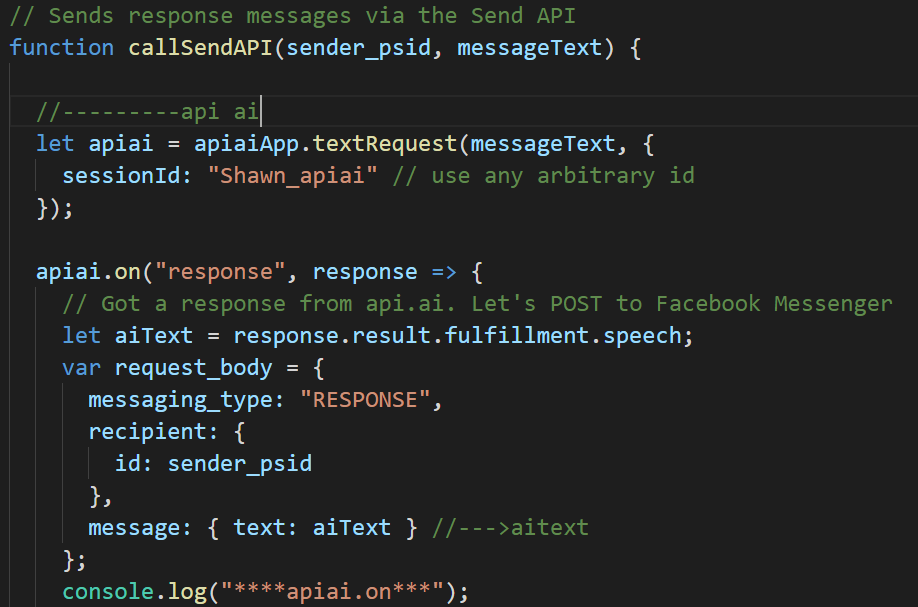 // Sends response messages via the Send API
function callSendAPI(sender_psid, messageText) {
//---------api ai
let apiai = apiaiApp.textRequest(messageText, {
sessionId: "Shawn_apiai" // use any arbitrary id
});
apiai.on("response", response => {
// Got a response from api.ai. Let's POST to Facebook Messenger
let aiText = response.result.fulfillment.speech;
var request_body = {
messaging_type: "RESPONSE",
recipient: {
id: sender_psid
},
message: { text: aiText } //--->aitext
};
console.log("****apiai.on***");